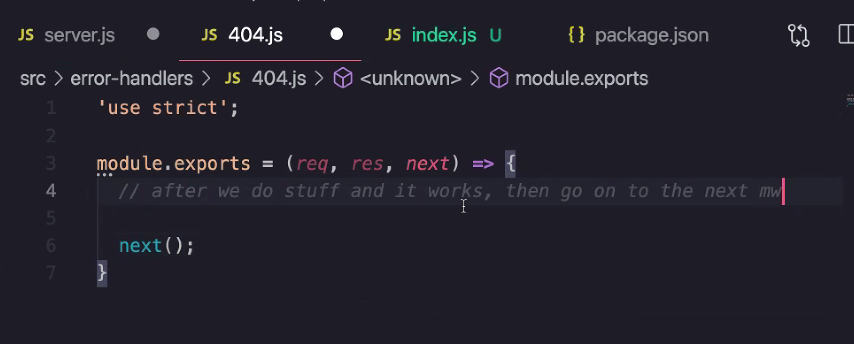 JS server.js JS 404.js JS index.js U {} package.json
src > error-handlers > JS 404.js > <unknown> > module.exports
1 'use strict';
2
3 module.exports = (req, res, next) => {
4 // after we do stuff and it works, then go on to the next mw
5
6 next();
7 }